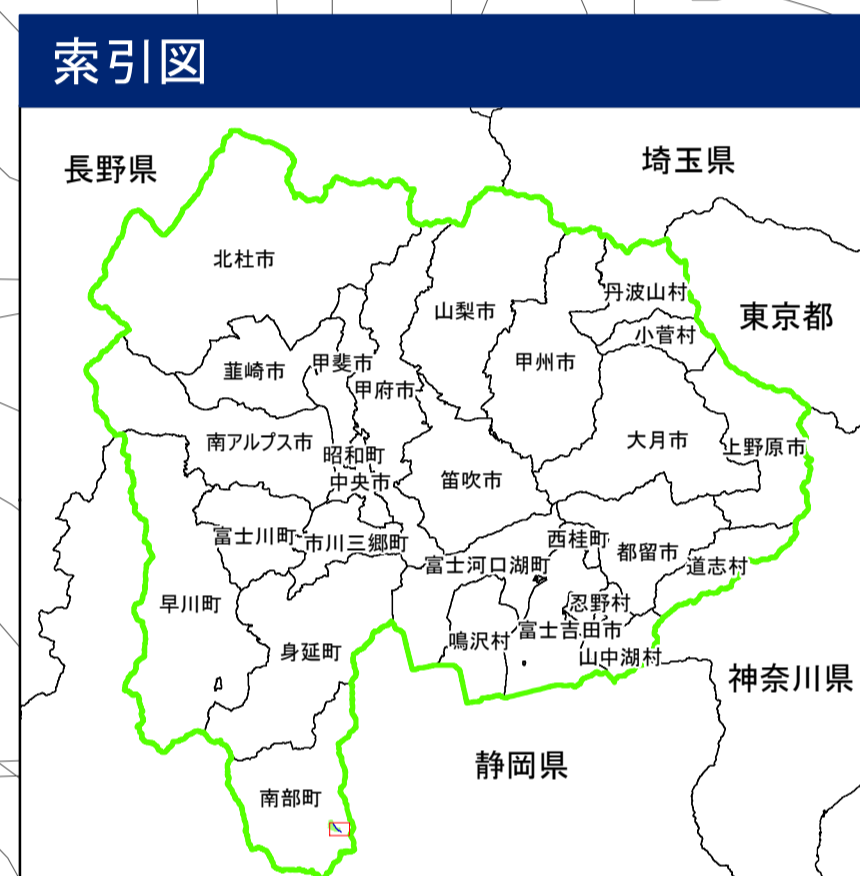 索引図
長野県
埼玉県
北杜市
丹波山村
山梨市
東京都
小菅村
甲斐市
甲州市
韮崎市
甲府市
南アルプス市
大月市
上野原市
昭和町
中央市
笛吹市
富士川町
市川三郷町
西桂町
都留市
富士河口湖町
道志村
早川町
忍野村
富士吉田市
鳴沢村
身延町
山中湖村
神奈川県
静岡県
南部町